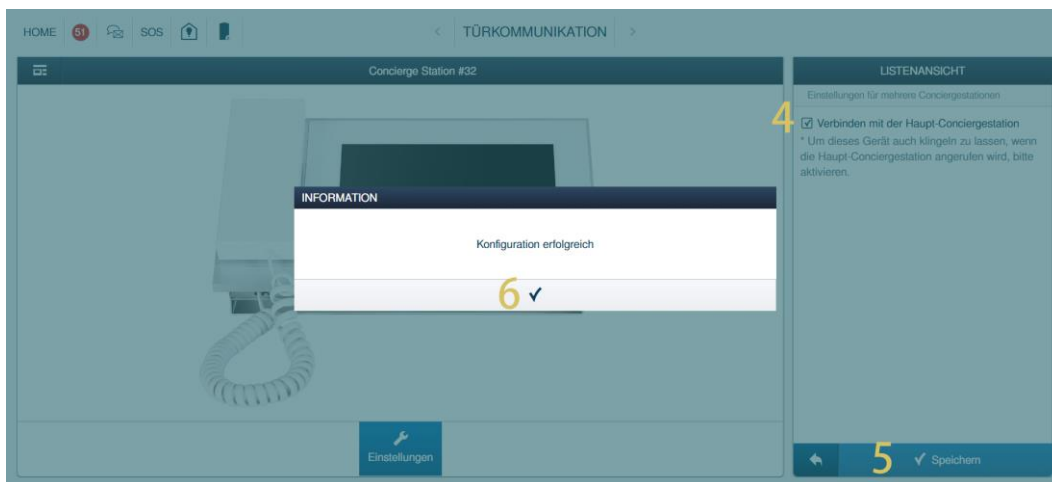 HOME 51 SOS < TÜRKOMMUNIKATION >
Concierge Station #32
LISTENANSICHT
Einstellungen für mehrere Conciergestationen
4 Verbinden mit der Haupt-Conciergestation
* Um dieses Gerät auch klingeln zu lassen, wenn
die Haupt-Conciergestation angerufen wird, bitte
aktivieren.
INFORMATION
Konfiguration erfolgreich
6
Einstellungen
5 Speichern